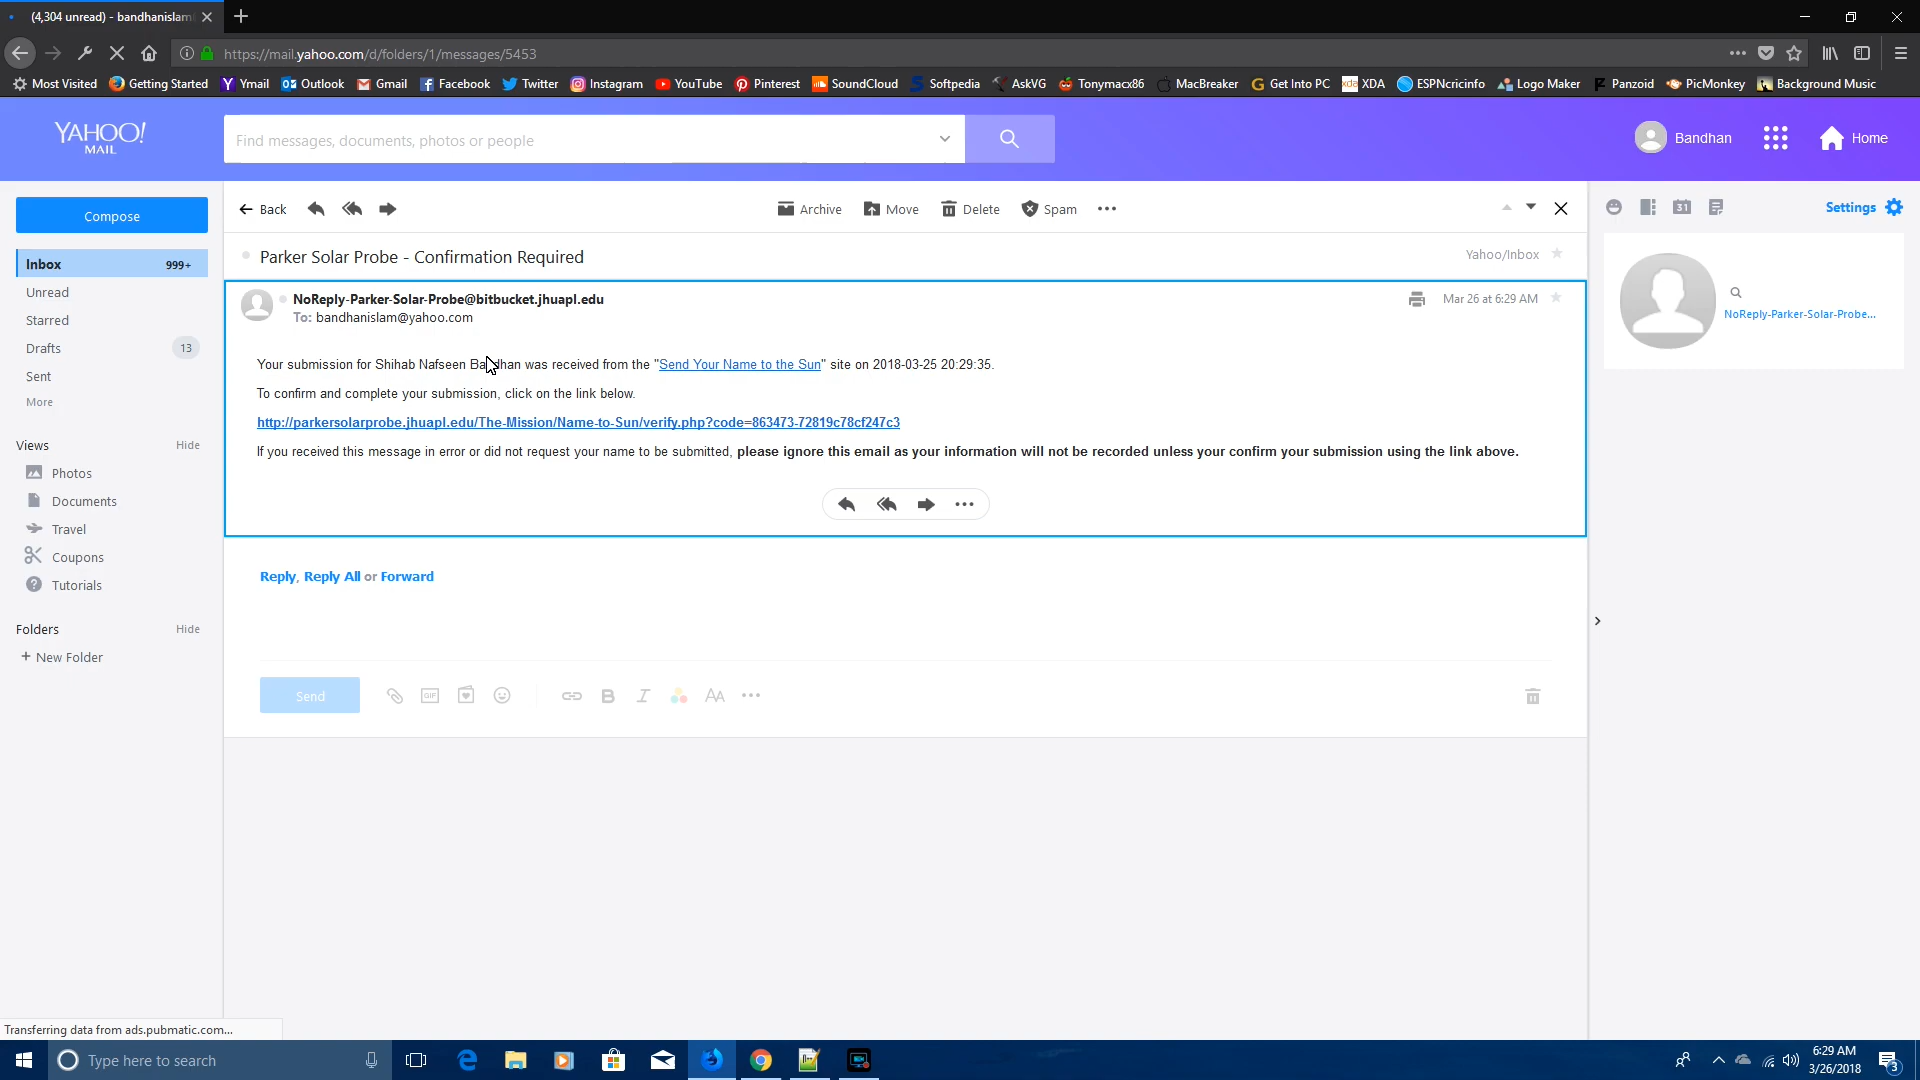 (4,304 unread) - bandhanislam
https://mail.yahoo.com/d/folders/1/messages/5453
Most Visited Getting Started Ymail Outlook Gmail Facebook Twitter Instagram YouTube Pinterest SoundCloud Softpedia AskVG Tonymacx86 MacBreaker Get Into PC XDA ESPNcricinfo Logo Maker Panzoid PicMonkey Background Music
YAHOO!
MAIL
Find messages, documents, photos or people
Bandhan
Home
Compose
Inbox 999+
Unread
Starred
Drafts 13
Sent
More
Views Hide
Photos
Documents
Travel
Coupons
Tutorials
Folders Hide
+ New Folder
Back
Archive Move Delete Spam
Parker Solar Probe - Confirmation Required
Yahoo/Inbox
NoReply-Parker-Solar-Probe@bitbucket.jhuapl.edu
Mar 26 at 6:29 AM
To: bandhanislam@yahoo.com
Your submission for Shihab Nafseen Bandhan was received from the "Send Your Name to the Sun" site on 2018-03-25 20:29:35.
To confirm and complete your submission, click on the link below.
http://parkersolarprobe.jhuapl.edu/The-Mission/Name-to-Sun/verify.php?code=863473-72819c78cf247c3
If you received this message in error or did not request your name to be submitted, please ignore this email as your information will not be recorded unless your confirm your submission using the link above.
Reply, Reply All or Forward
Send
GIF
AA
31
Settings
NoReply-Parker-Solar-Probe...
Transferring data from ads.pubmatic.com...
Type here to search
6:29 AM
3/26/2018
3